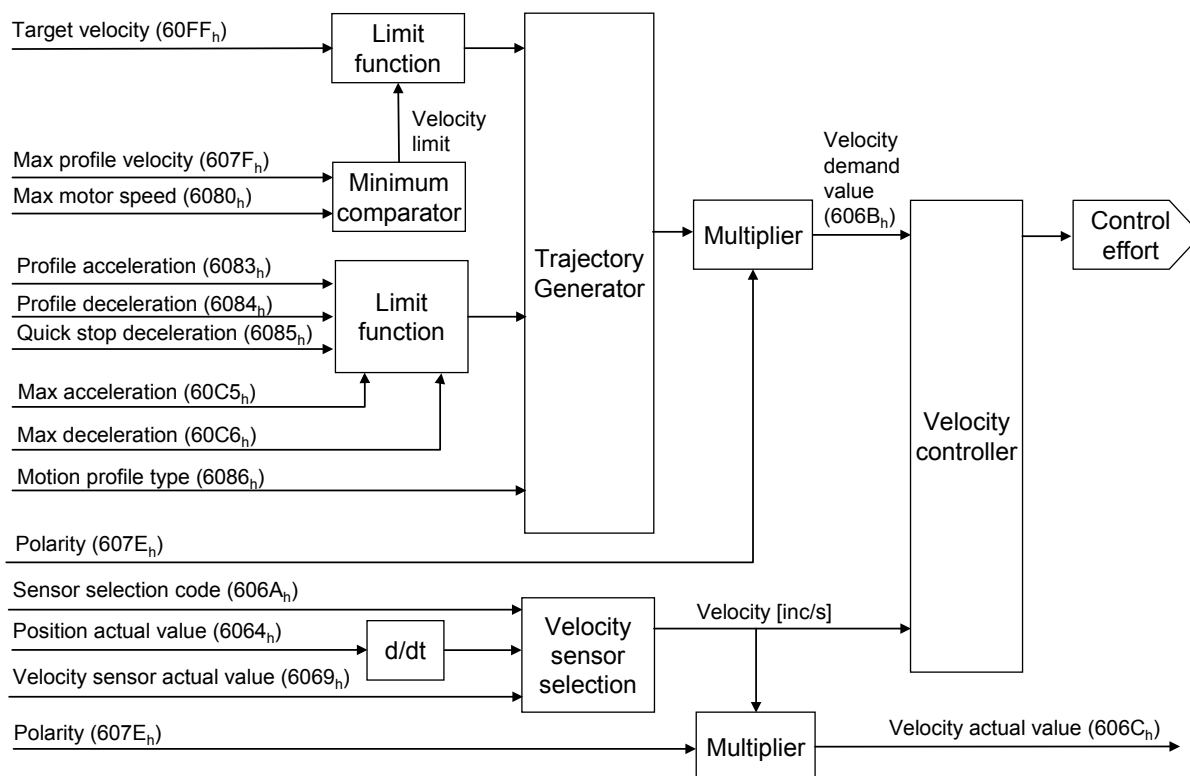 Target velocity (60FFh)
Limit
function
Velocity
limit
Max profile velocity (607Fh)
Max motor speed (6080h)
Minimum
comparator
Profile acceleration (6083h)
Profile deceleration (6084h)
Quick stop deceleration (6085h)
Limit
function
Max acceleration (60C5h)
Max deceleration (60C6h)
Motion profile type (6086h)
Trajectory
Generator
Polarity (607Eh)
Multiplier
Velocity
demand
value
(606Bh)
Velocity
controller
Control
effort
Sensor selection code (606Ah)
Position actual value (6064h)
d/dt
Velocity sensor actual value (6069h)
Velocity
sensor
selection
Velocity [inc/s]
Polarity (607Eh)
Multiplier
Velocity actual value (606Ch)